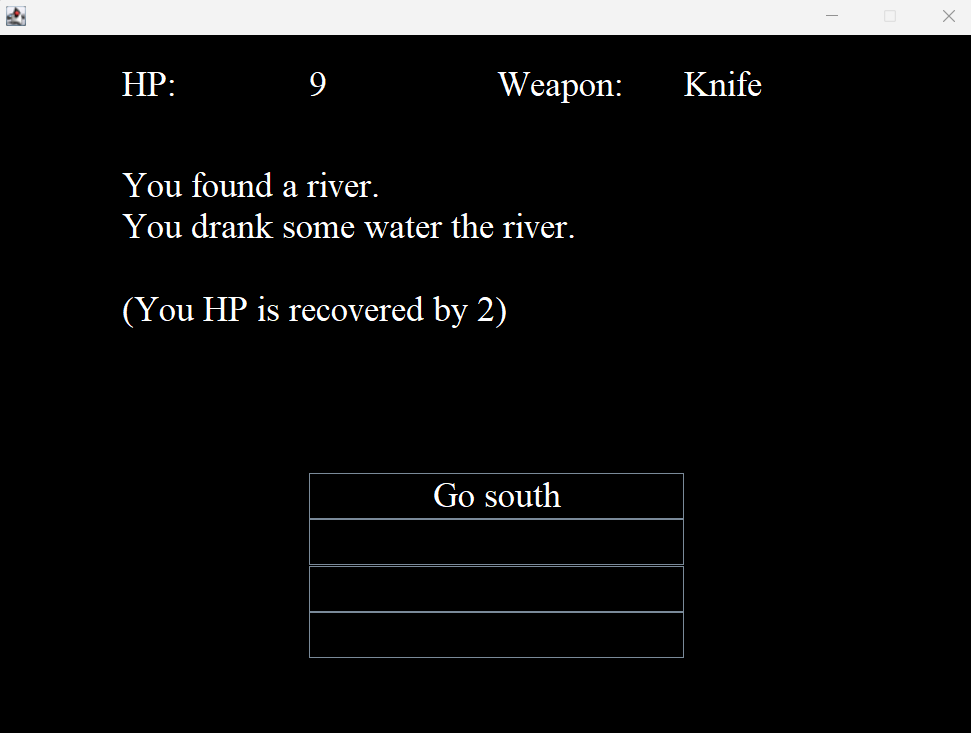 HP: 9 Weapon: Knife
You found a river.
You drank some water the river.
(You HP is recovered by 2)
Go south